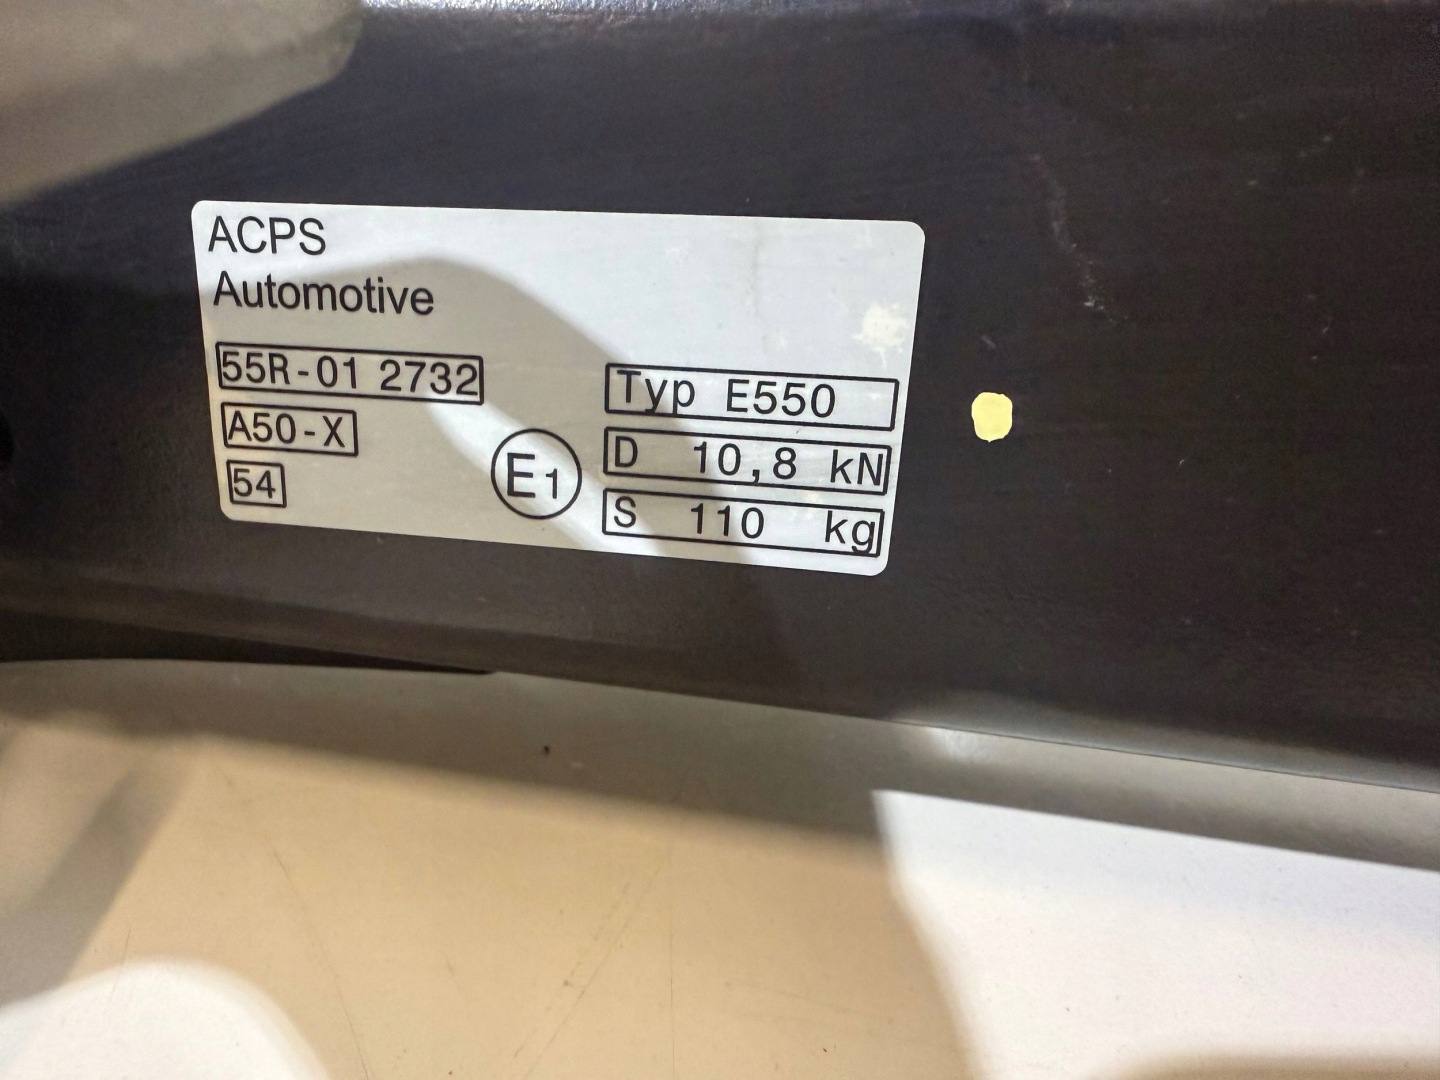 ACPS
Automotive
55R-01 2732
A50-X
54
E1
Typ E550
D 10,8 kN
S 110 kg